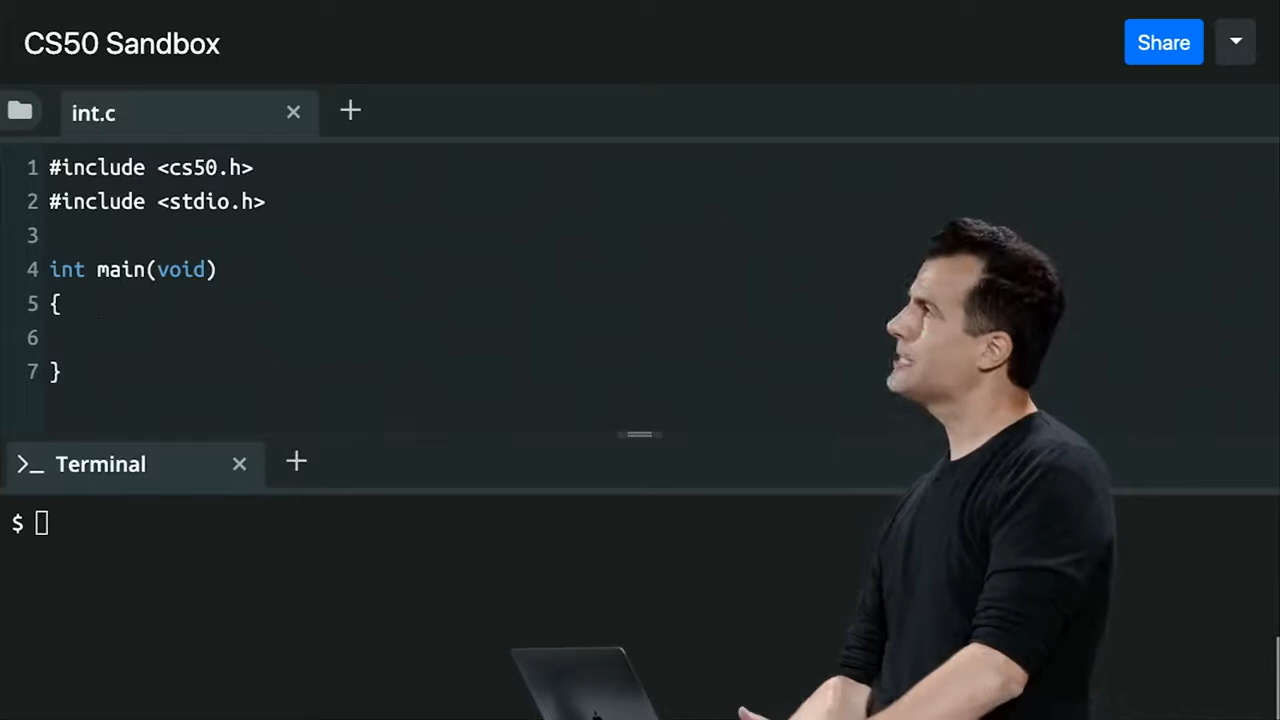 CS50 Sandbox
Share
int.c
1 #include <cs50.h>
2 #include <stdio.h>
3
4 int main(void)
5 {
6
7 }
>_ Terminal
$